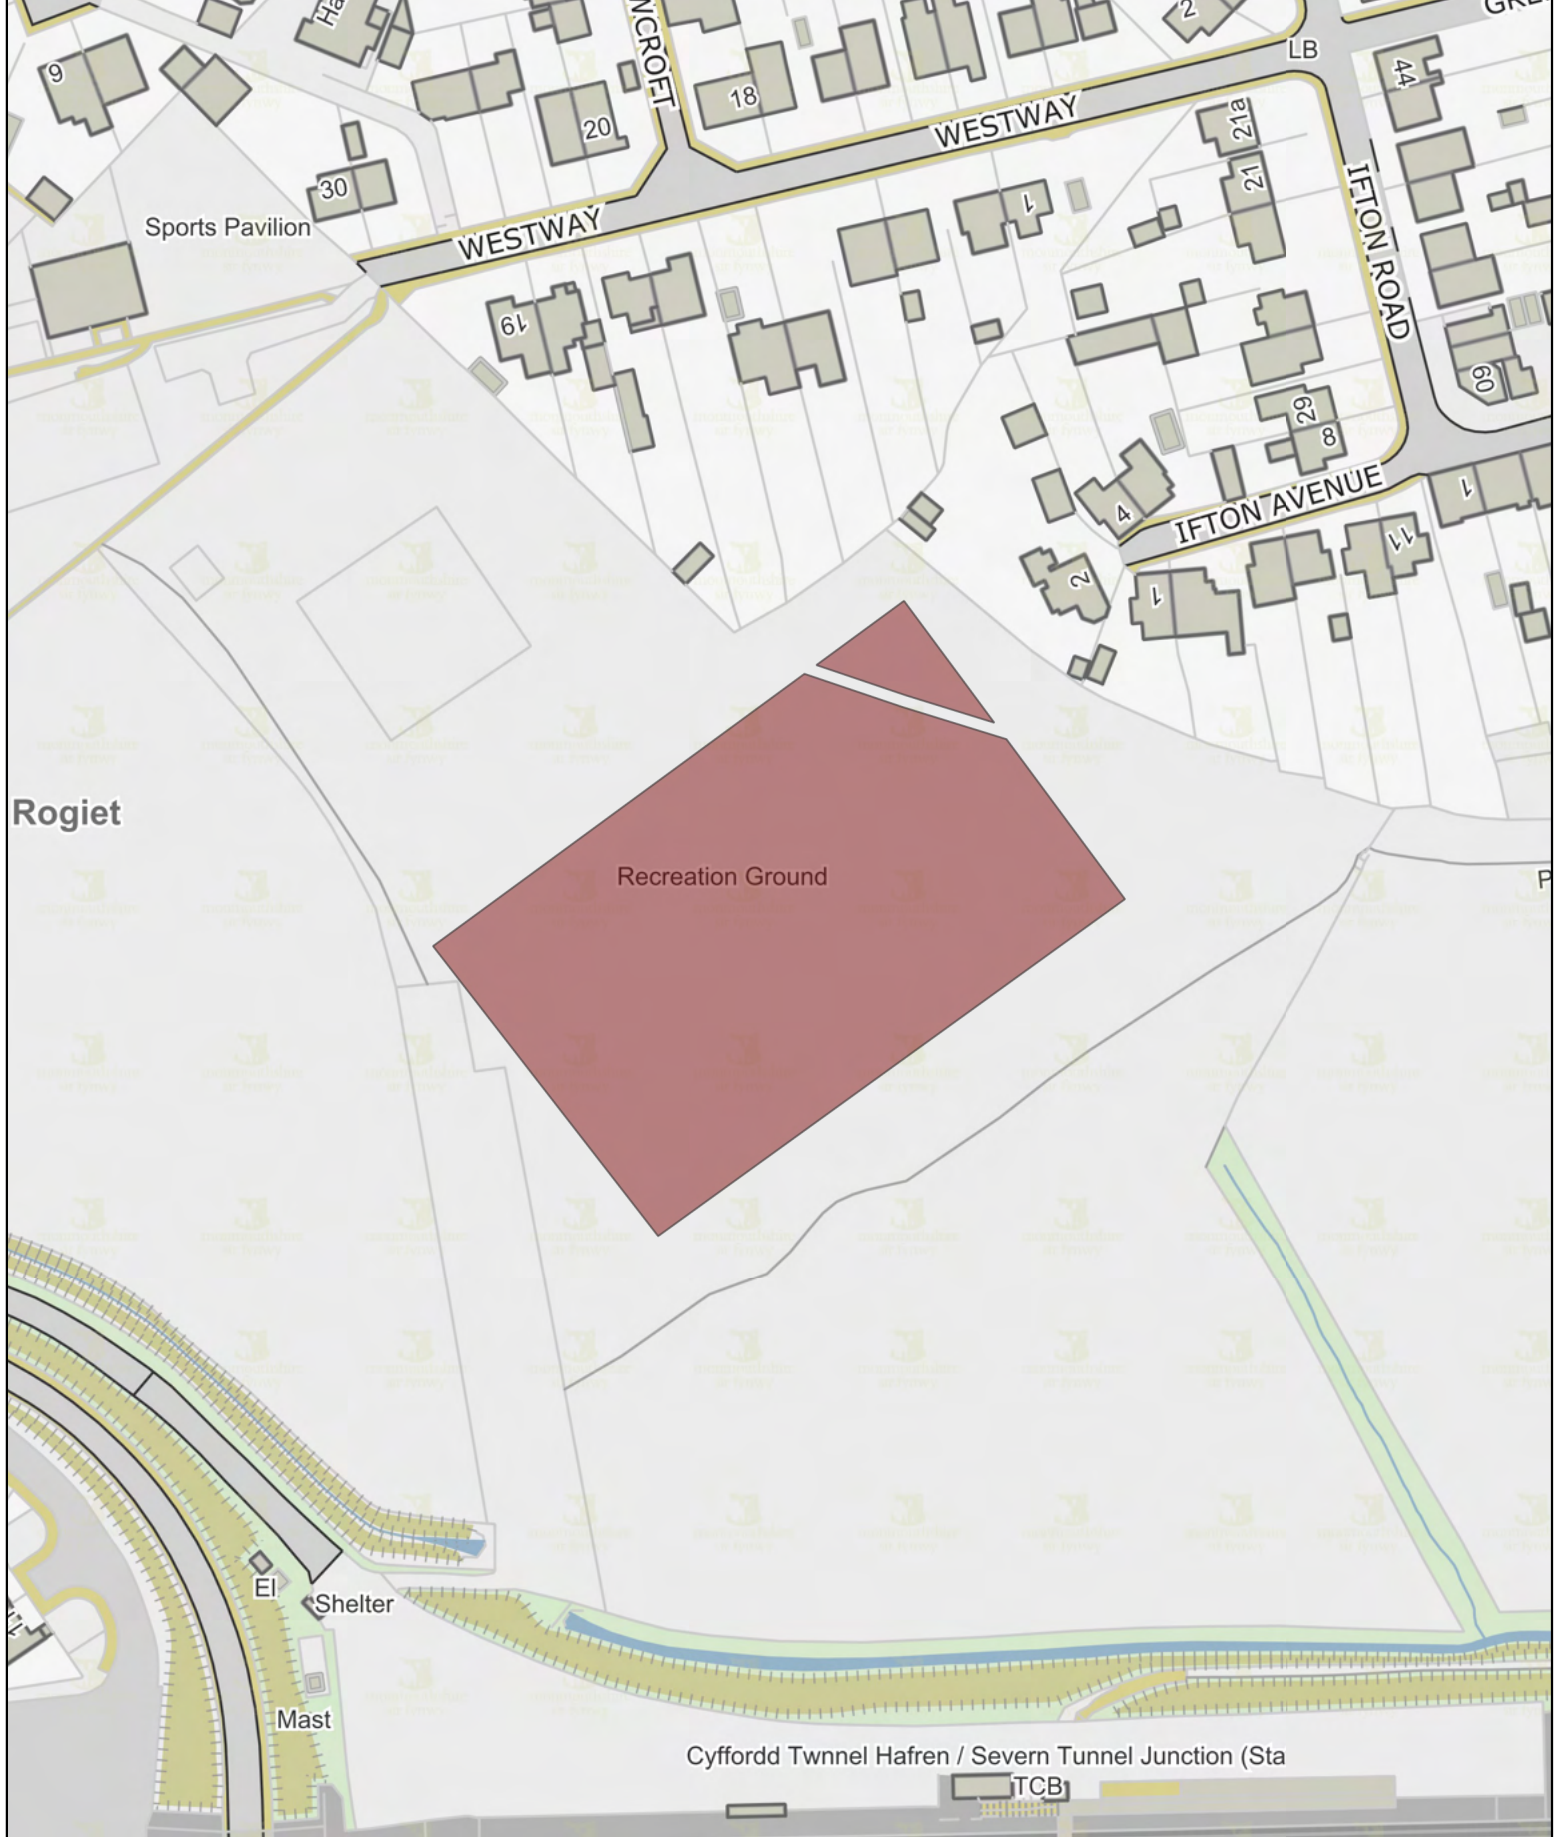 Ha
WCROFT
2
GRE
LB
9
44
18
WESTWAY
21a
20
30
21
IFTON ROAD
1
Sports Pavilion
WESTWAY
19
60
29
8
4
IFTON AVENUE
1
11
2
1
Rogiet
Recreation Ground
P
El
Shelter
Mast
Cyffordd Twnnel Hafren / Severn Tunnel Junction (Sta
TCB